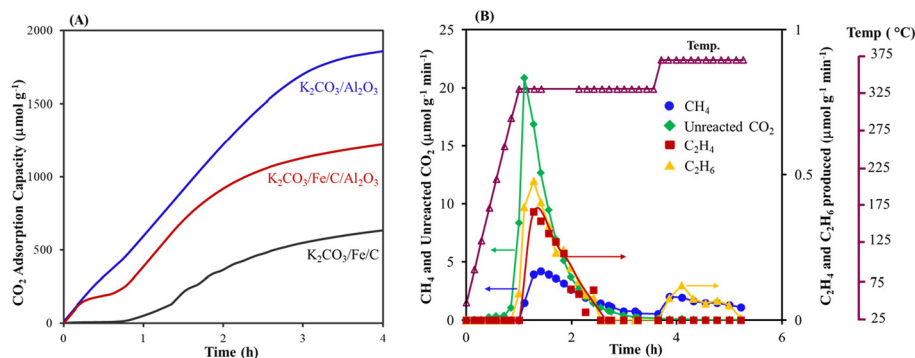 (A)
CO₂ Adsorption Capacity (µmol g⁻¹)
2000
1500
1000
500
0
K₂CO₃/Al₂O₃
K₂CO₃/Fe/C/Al₂O₃
K₂CO₃/Fe/C
0 1 2 3 4
Time (h)
(B)
CH₄ and Unreacted CO₂ (µmol g⁻¹ min⁻¹)
25
20
15
10
5
0
Temp.
CH₄
Unreacted CO₂
C₂H₄
C₂H₆
0 2 4 6
Time (h)
1
0.5
0
C₂H₄ and C₂H₆ produced (µmol g⁻¹ min⁻¹)
Temp ( °C)
375
325
275
225
175
125
75
25